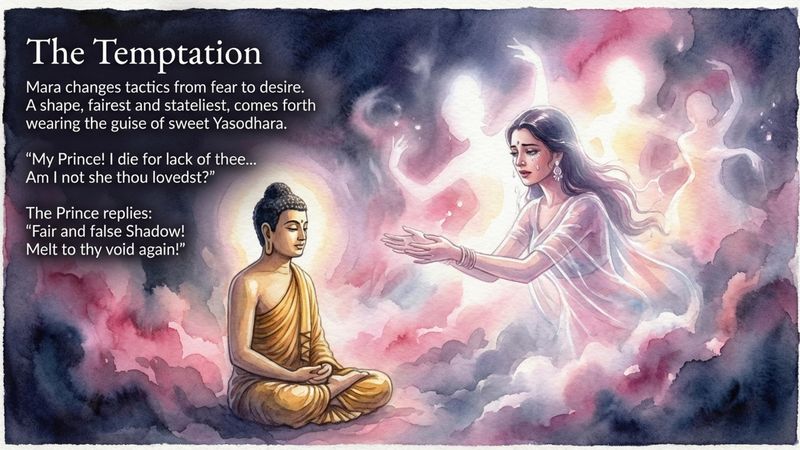 The Temptation
Mara changes tactics from fear to desire.
A shape, fairest and stateliest, comes forth
wearing the guise of sweet Yasodhara.
“My Prince! I die for lack of thee...
Am I not she thou lovedst?”
The Prince replies:
“Fair and false Shadow!
Melt to thy void again!”